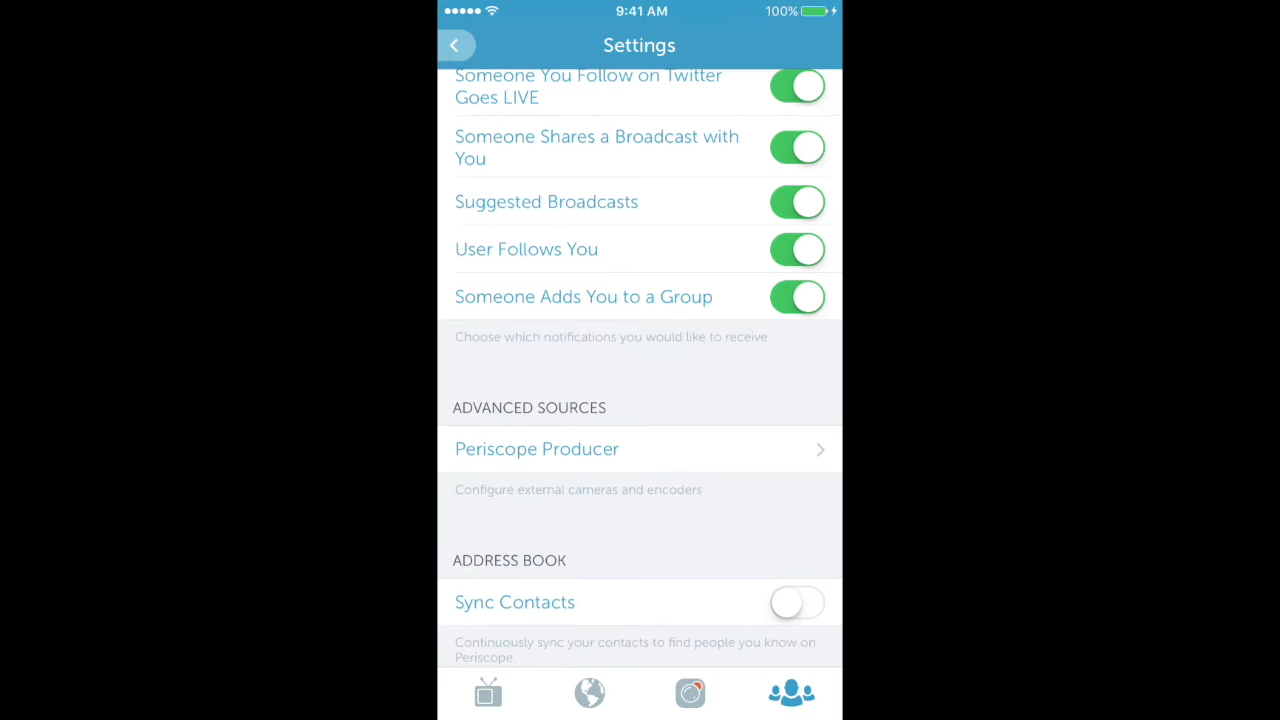 9:41 AM
100%
Settings
Someone You Follow on Twitter
Goes LIVE
Someone Shares a Broadcast with
You
Suggested Broadcasts
User Follows You
Someone Adds You to a Group
Choose which notifications you would like to receive
ADVANCED SOURCES
Periscope Producer
Configure external cameras and encoders
ADDRESS BOOK
Sync Contacts
Continuously sync your contacts to find people you know on
Periscope.